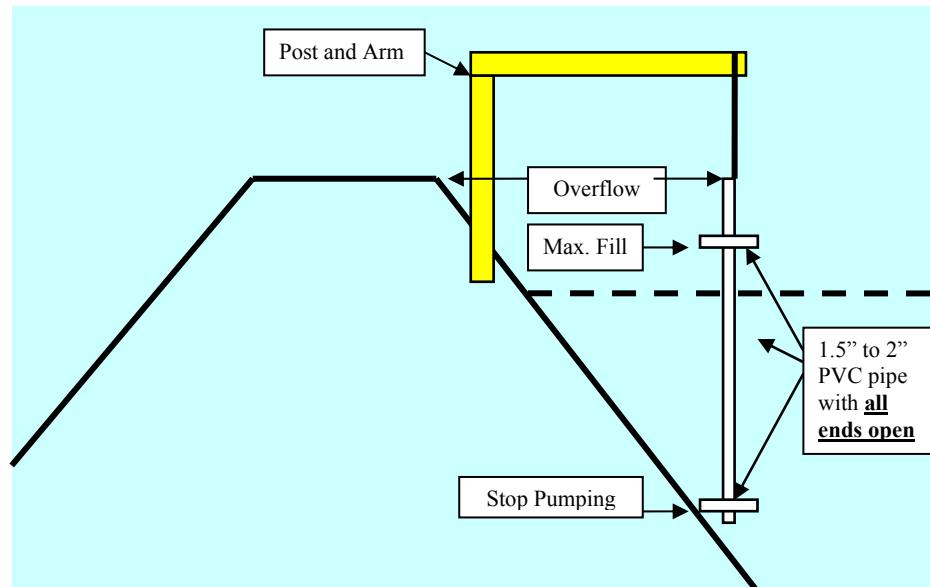 Post and Arm
Overflow
Max. Fill
1.5” to 2”
PVC pipe
with all
ends open
Stop Pumping